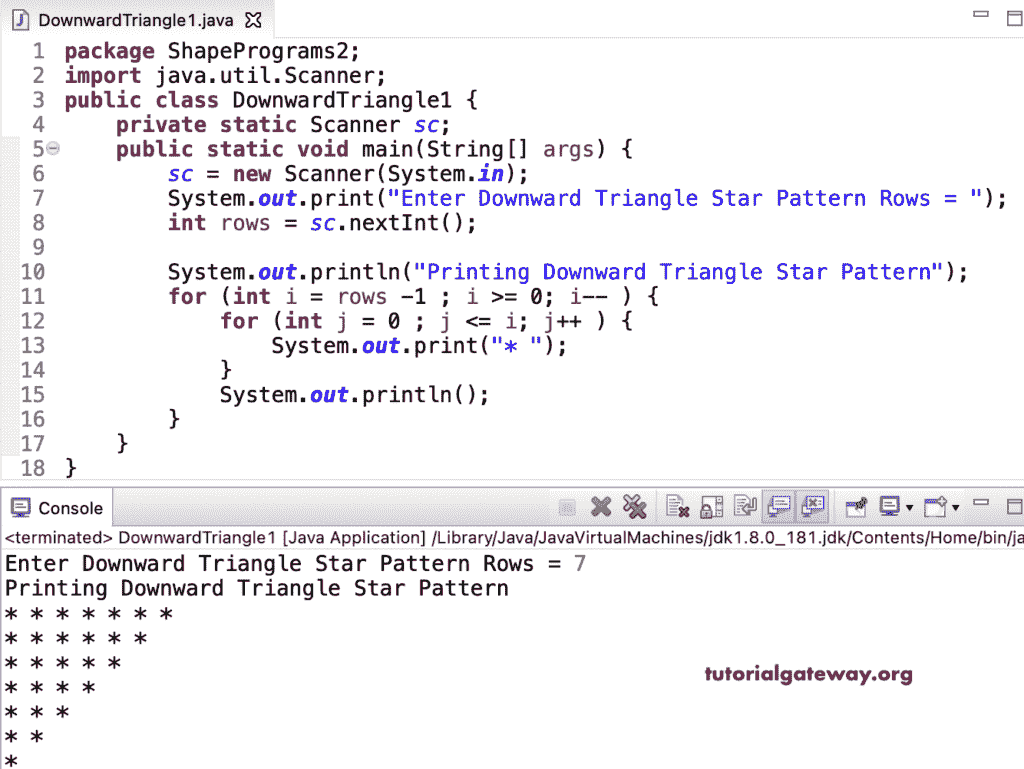 DownwardTriangle1.java
1 package ShapePrograms2;
2 import java.util.Scanner;
3 public class DownwardTriangle1 {
4     private static Scanner sc;
5     public static void main(String[] args) {
6         sc = new Scanner(System.in);
7         System.out.print("Enter Downward Triangle Star Pattern Rows = ");
8         int rows = sc.nextInt();
9
10         System.out.println("Printing Downward Triangle Star Pattern");
11         for (int i = rows -1 ; i >= 0; i-- ) {
12             for (int j = 0 ; j <= i; j++ ) {
13                 System.out.print("* ");
14             }
15             System.out.println();
16         }
17     }
18 }
Console
<terminated> DownwardTriangle1 [Java Application] /Library/Java/JavaVirtualMachines/jdk1.8.0_181.jdk/Contents/Home/bin/ja
Enter Downward Triangle Star Pattern Rows = 7
Printing Downward Triangle Star Pattern
* * * * * * *
* * * * * *
* * * * *
* * * *
* * *
* *
*
tutorialgateway.org